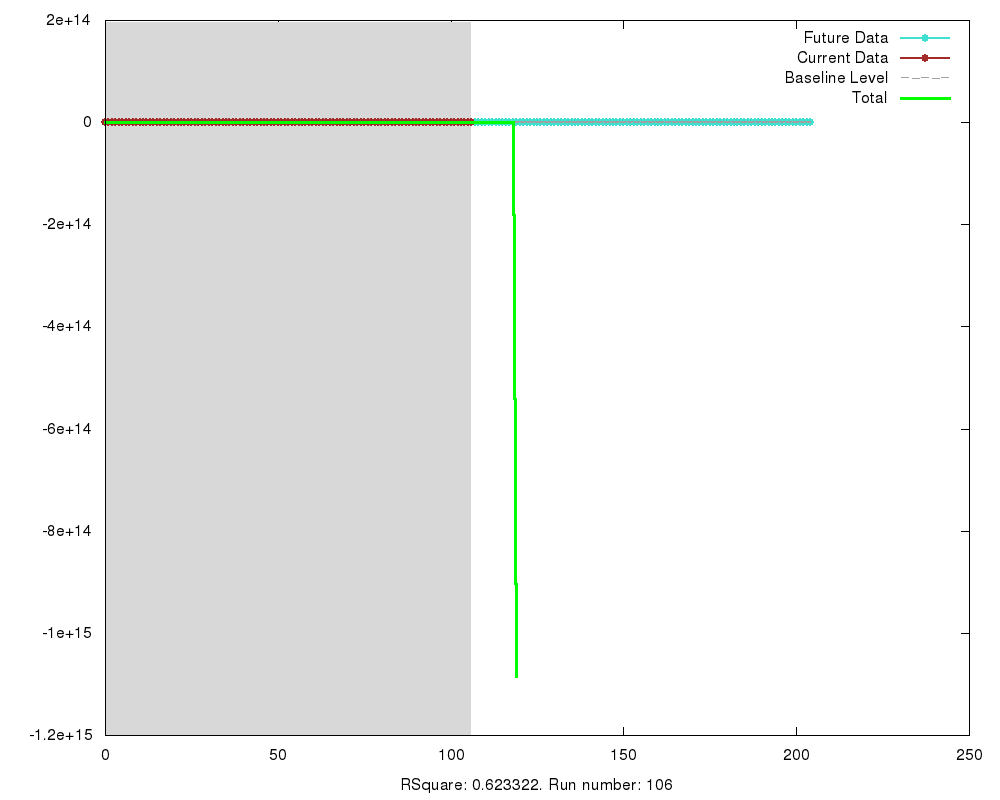 2e+14
0
-2e+14
-4e+14
-6e+14
-8e+14
-1e+15
-1.2e+15
Future Data
Current Data
Baseline Level
Total
0 50 100 150 200 250
RSquare: 0.623322. Run number: 106